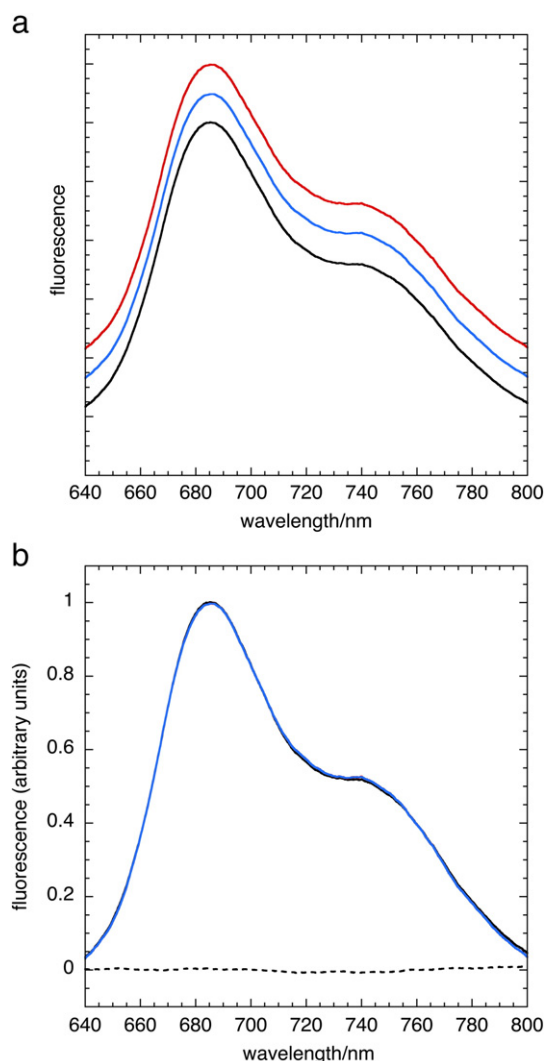 a
fluorescence
640 660 680 700 720 740 760 780 800
wavelength/nm
b
fluorescence (arbitrary units)
1
0.8
0.6
0.4
0.2
0
640 660 680 700 720 740 760 780 800
wavelength/nm